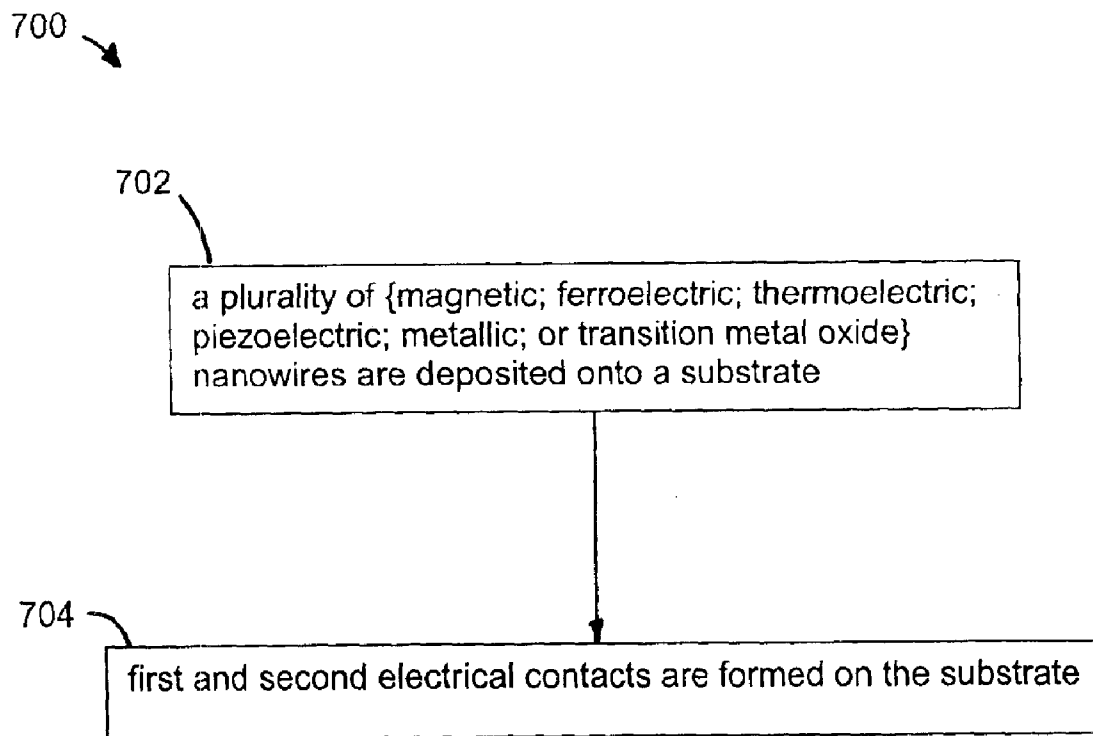 700
702
a plurality of {magnetic; ferroelectric; thermoelectric;
piezoelectric; metallic; or transition metal oxide}
nanowires are deposited onto a substrate
704
first and second electrical contacts are formed on the substrate